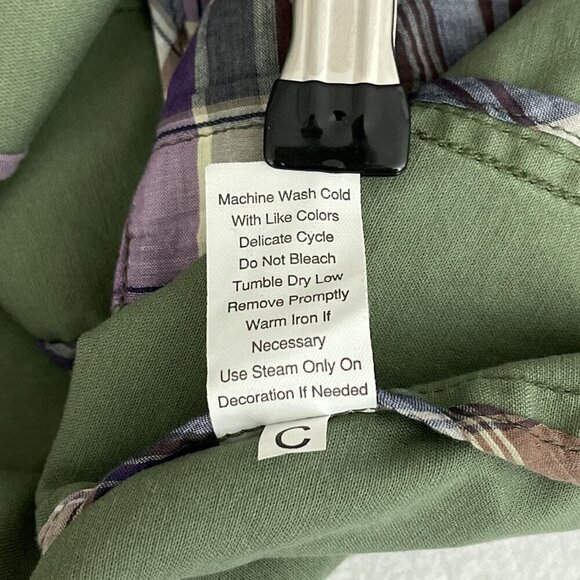 Machine Wash Cold
With Like Colors
Delicate Cycle
Do Not Bleach
Tumble Dry Low
Remove Promptly
Warm Iron If
Necessary
Use Steam Only On
Decoration If Needed
C